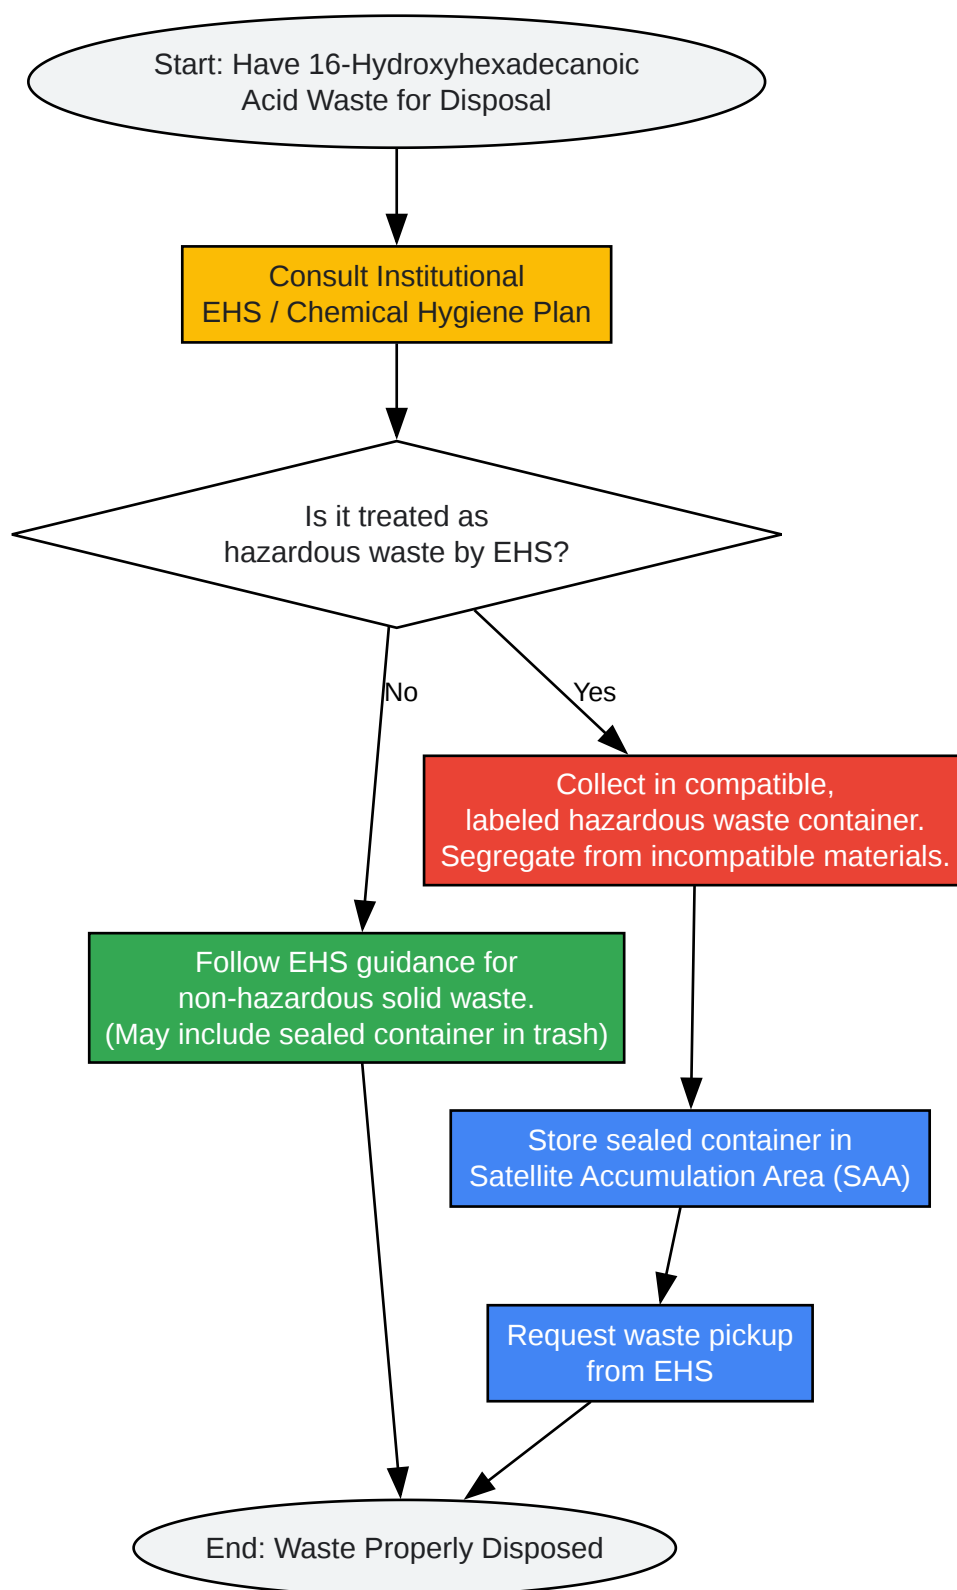 Start: Have 16-Hydroxyhexadecanoic
Acid Waste for Disposal
Consult Institutional
EHS / Chemical Hygiene Plan
Is it treated as
hazardous waste by EHS?
No
Yes
Collect in compatible,
labeled hazardous waste container.
Segregate from incompatible materials.
Follow EHS guidance for
non-hazardous solid waste.
(May include sealed container in trash)
Store sealed container in
Satellite Accumulation Area (SAA)
Request waste pickup
from EHS
End: Waste Properly Disposed